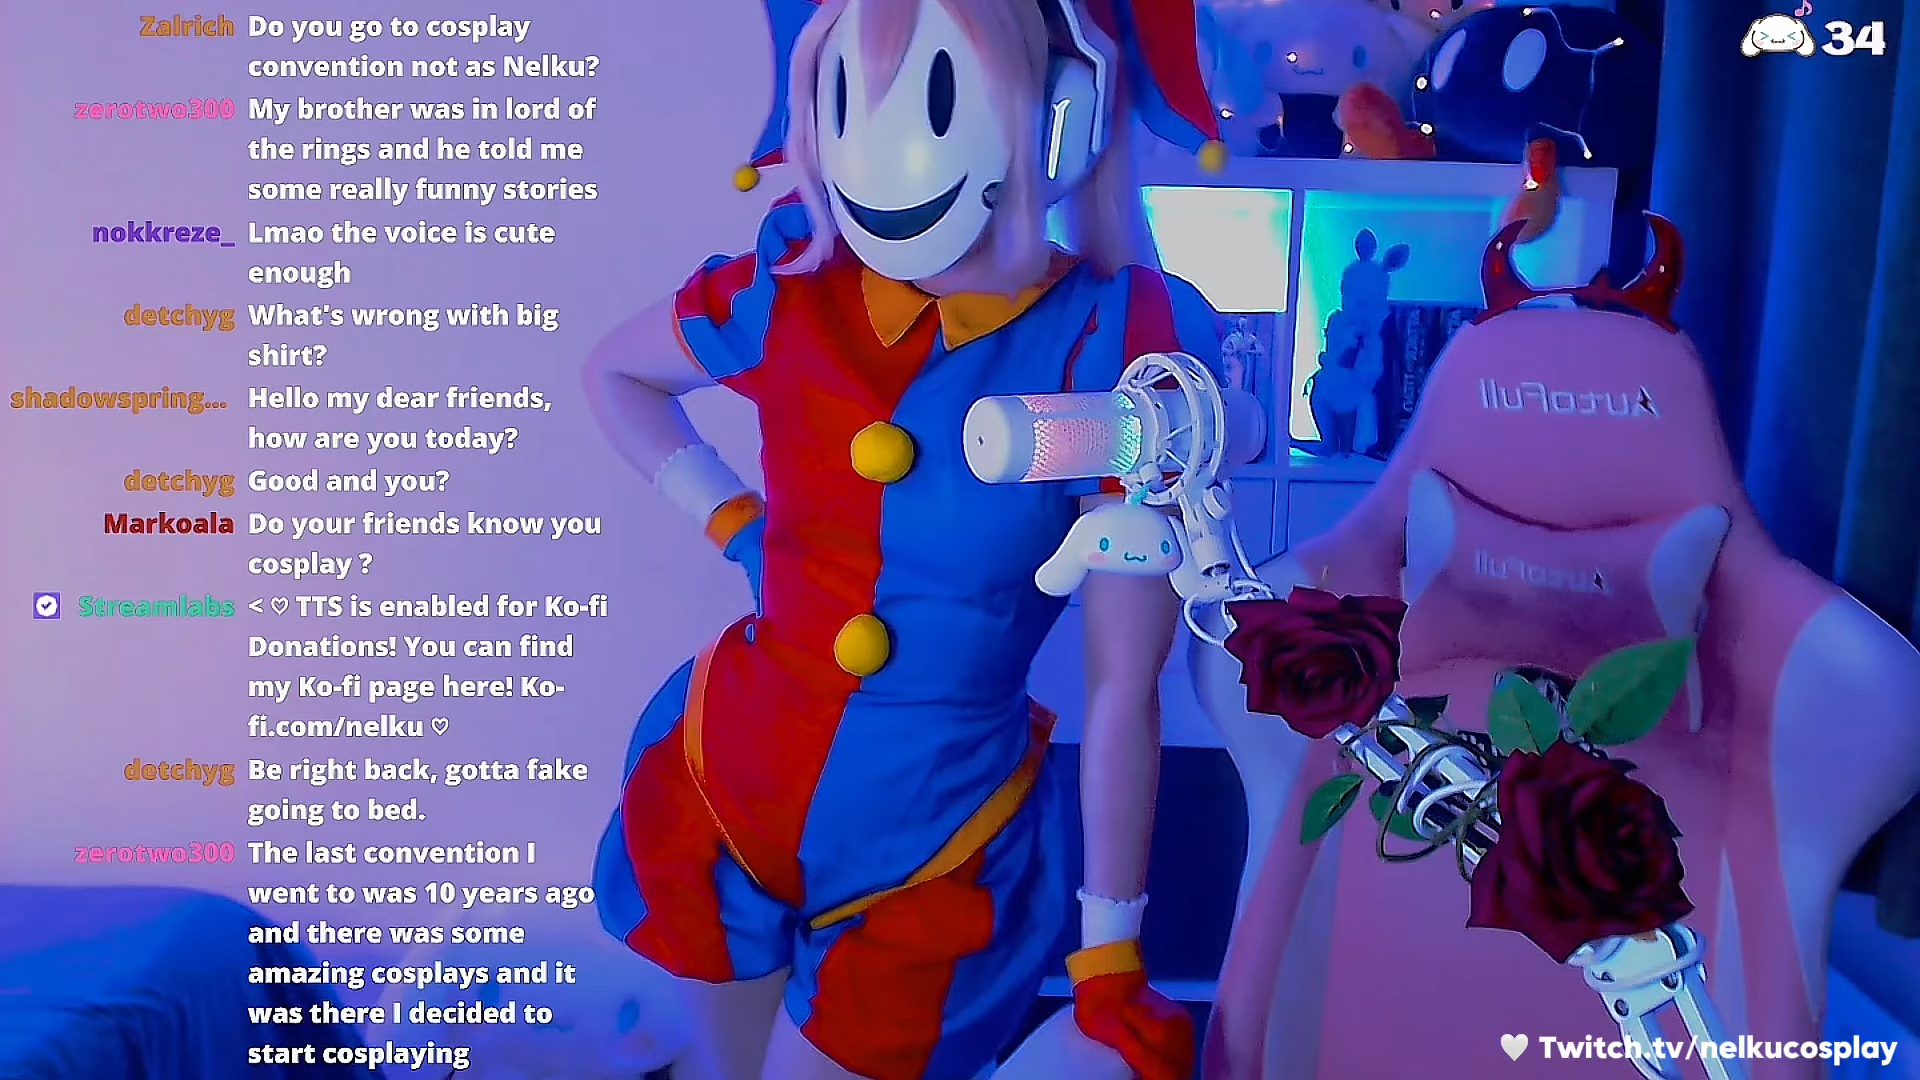 Zalrich Do you go to cosplay
convention not as Nelku?
zerotwo300 My brother was in lord of
the rings and he told me
some really funny stories
nokkreze_ Lmao the voice is cute
enough
detchyg What's wrong with big
shirt?
shadowspring... Hello my dear friends,
how are you today?
detchyg Good and you?
Markoala Do your friends know you
cosplay ?
Streamlabs < ♡ TTS is enabled for Ko-fi
Donations! You can find
my Ko-fi page here! Ko-
fi.com/nelku ♡
detchyg Be right back, gotta fake
going to bed.
zerotwo300 The last convention I
went to was 10 years ago
and there was some
amazing cosplays and it
was there I decided to
start cosplaying
34
AutoFull
AutoFull
Twitch.tv/nelkucosplay